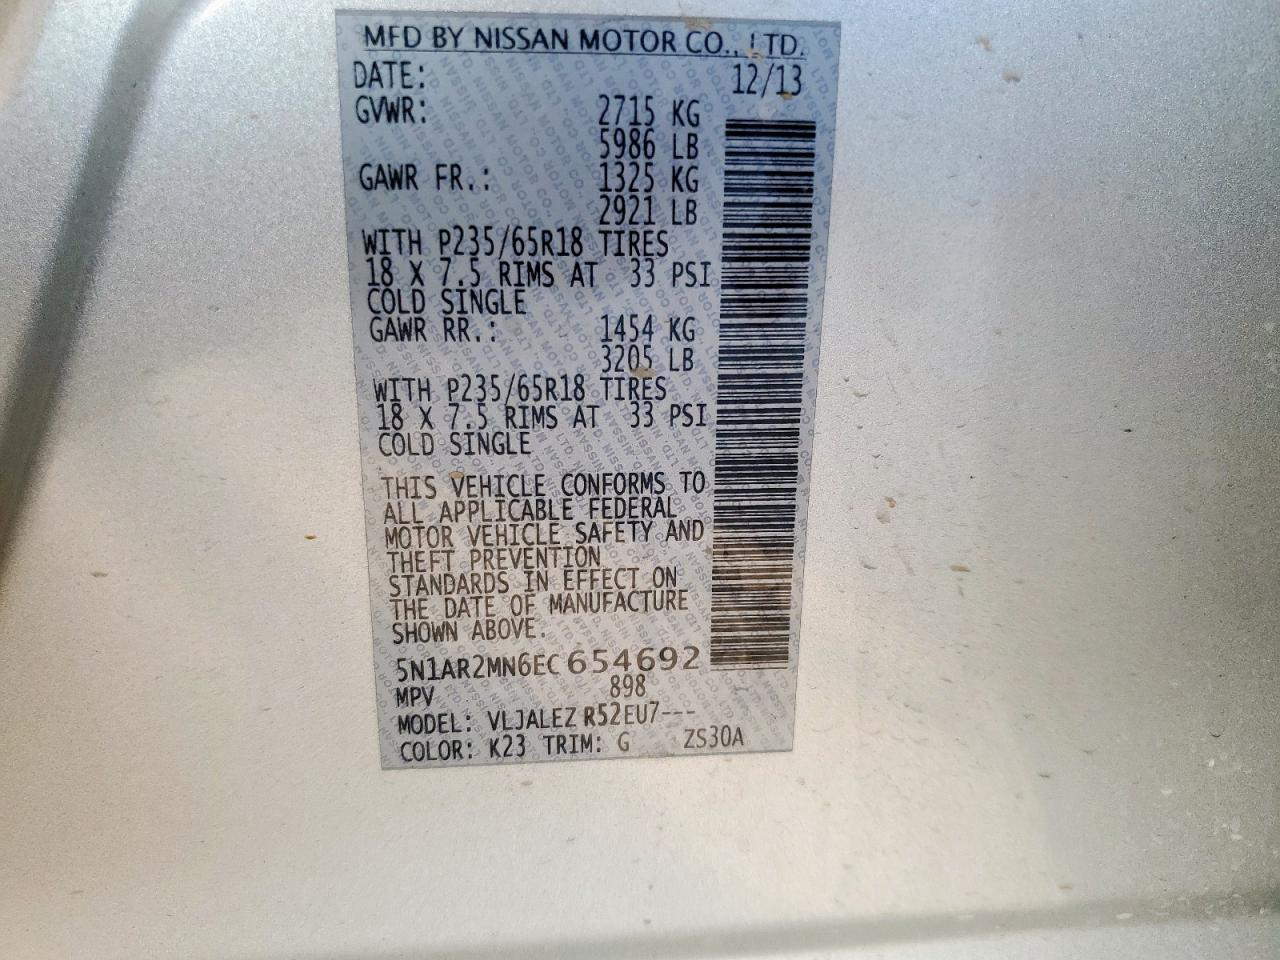 MFD BY NISSAN MOTOR CO., LTD.
DATE: 12/13
GVWR: 2715 KG
5986 LB
GAWR FR.: 1325 KG
2921 LB
WITH P235/65R18 TIRES
18 X 7.5 RIMS AT 33 PSI
COLD SINGLE
GAWR RR.: 1454 KG
3205 LB
WITH P235/65R18 TIRES
18 X 7.5 RIMS AT 33 PSI
COLD SINGLE
THIS VEHICLE CONFORMS TO
ALL APPLICABLE FEDERAL
MOTOR VEHICLE SAFETY AND
THEFT PREVENTION
STANDARDS IN EFFECT ON
THE DATE OF MANUFACTURE
SHOWN ABOVE.
5N1AR2MN6EC654692
MPV 898
MODEL: VLJALEZ R52EU7---
COLOR: K23 TRIM: G ZS30A